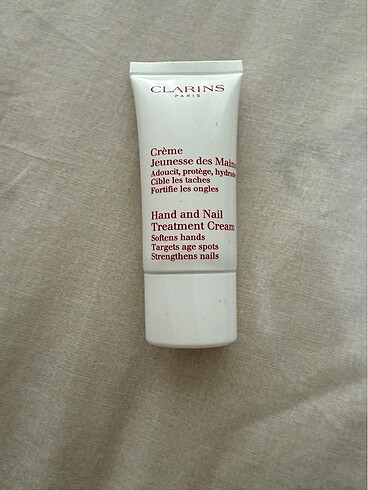 CLARINS
PARIS
Crème
Jeunesse des Mains
Adoucit, protège, hydrate
Cible les taches
Fortifie les ongles
Hand and Nail
Treatment Cream
Softens hands
Targets age spots
Strengthens nails